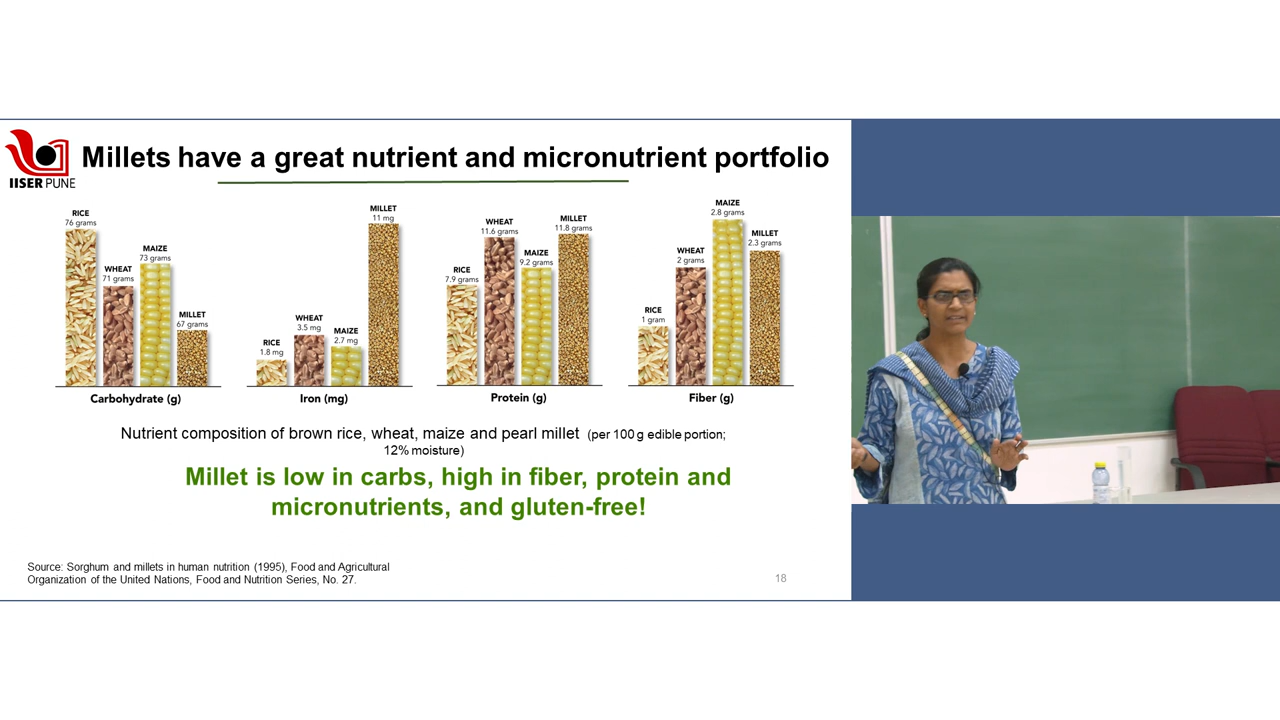 IISER PUNE
Millets have a great nutrient and micronutrient portfolio
RICE
76 grams
WHEAT
71 grams
MAIZE
73 grams
MILLET
67 grams
Carbohydrate (g)
RICE
1.8 mg
WHEAT
3.5 mg
MAIZE
2.7 mg
MILLET
11 mg
Iron (mg)
RICE
7.9 grams
WHEAT
11.6 grams
MAIZE
9.2 grams
MILLET
11.8 grams
Protein (g)
RICE
1 gram
WHEAT
2 grams
MAIZE
2.8 grams
MILLET
2.3 grams
Fiber (g)
Nutrient composition of brown rice, wheat, maize and pearl millet (per 100 g edible portion;
12% moisture)
Millet is low in carbs, high in fiber, protein and
micronutrients, and gluten-free!
Source: Sorghum and millets in human nutrition (1995), Food and Agricultural
Organization of the United Nations, Food and Nutrition Series, No. 27.
18